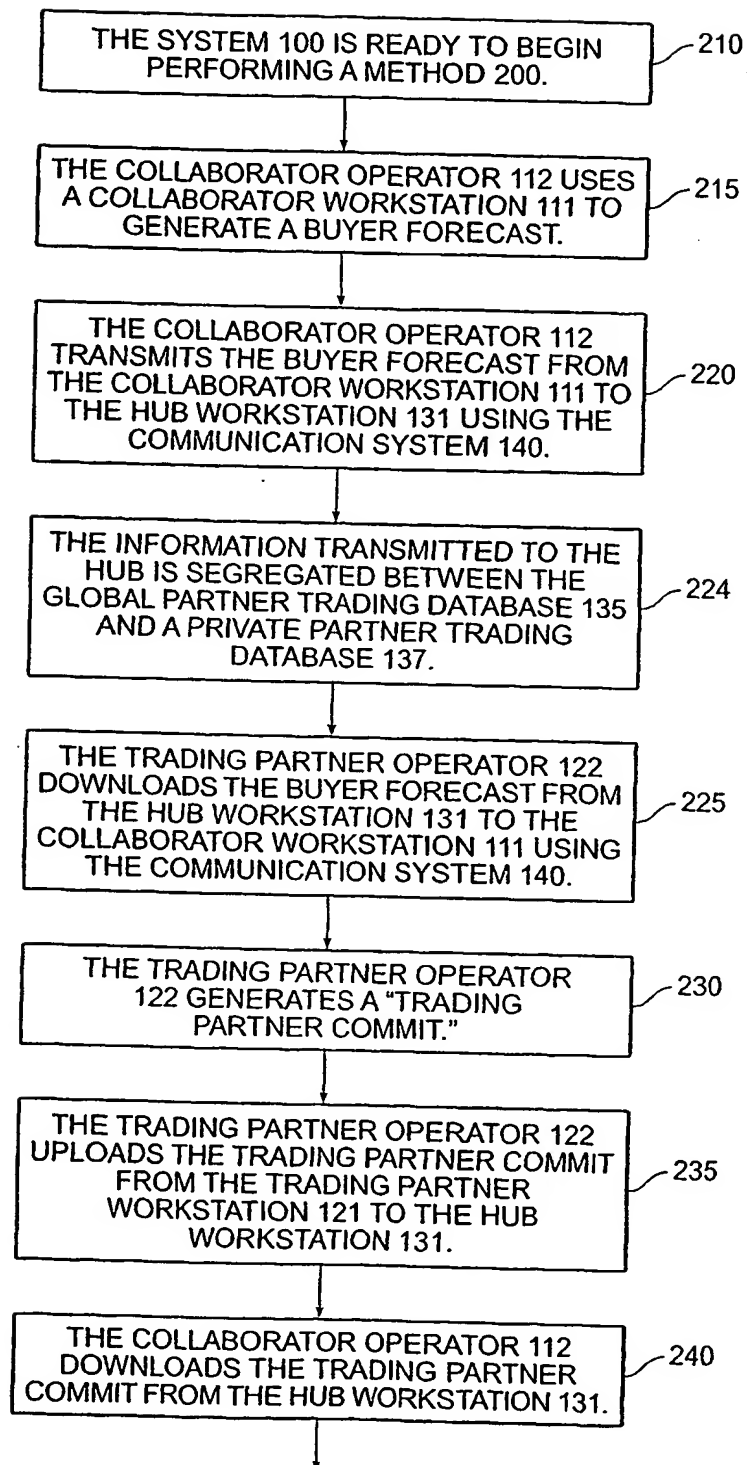 THE SYSTEM 100 IS READY TO BEGIN
PERFORMING A METHOD 200.
210
THE COLLABORATOR OPERATOR 112 USES
A COLLABORATOR WORKSTATION 111 TO
GENERATE A BUYER FORECAST.
215
THE COLLABORATOR OPERATOR 112
TRANSMITS THE BUYER FORECAST FROM
THE COLLABORATOR WORKSTATION 111 TO
THE HUB WORKSTATION 131 USING THE
COMMUNICATION SYSTEM 140.
220
THE INFORMATION TRANSMITTED TO THE
HUB IS SEGREGATED BETWEEN THE
GLOBAL PARTNER TRADING DATABASE 135
AND A PRIVATE PARTNER TRADING
DATABASE 137.
224
THE TRADING PARTNER OPERATOR 122
DOWNLOADS THE BUYER FORECAST FROM
THE HUB WORKSTATION 131 TO THE
COLLABORATOR WORKSTATION 111 USING
THE COMMUNICATION SYSTEM 140.
225
THE TRADING PARTNER OPERATOR
122 GENERATES A “TRADING
PARTNER COMMIT.”
230
THE TRADING PARTNER OPERATOR 122
UPLOADS THE TRADING PARTNER COMMIT
FROM THE TRADING PARTNER
WORKSTATION 121 TO THE HUB
WORKSTATION 131.
235
THE COLLABORATOR OPERATOR 112
DOWNLOADS THE TRADING PARTNER
COMMIT FROM THE HUB WORKSTATION 131.
240